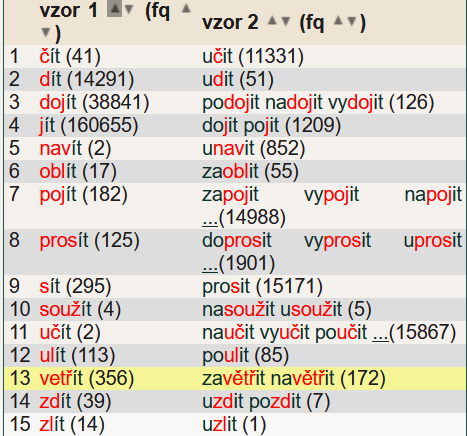 vzor 1 ▲▼ (fq ▲ vzor 2 ▲▼ (fq ▲▼)
▼)
1 čít (41) učit (11331)
2 dít (14291) udit (51)
3 dojít (38841) podojit nadojit vydojit (126)
4 jít (160655) dojit pojit (1209)
5 navít (2) unavit (852)
6 oblít (17) zaoblit (55)
7 pojít (182) zapojit vypojit napojit
...(14988)
8 prosít (125) doprosit vyprosit uprosit
...(1901)
9 sít (295) prosit (15171)
10 soužít (4) nasoužit usoužit (5)
11 učít (2) naučit vyučit poučit ...(15867)
12 ulít (113) poulit (85)
13 vetřít (356) zavětřit navětřit (172)
14 zdít (39) uzdit pozdit (7)
15 zlít (14) uzlit (1)